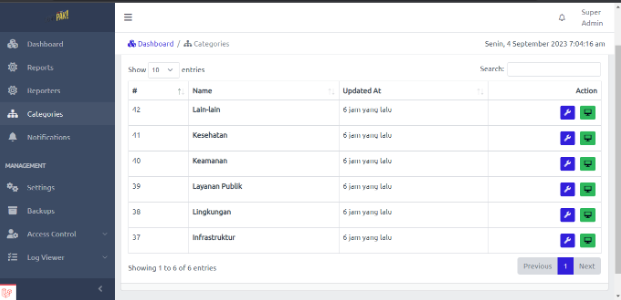 Super
Admin
Dashboard
Reports
Reporters
Categories
Notifications
MANAGEMENT
Settings
Backups
Access Control
Log Viewer
Dashboard / Categories
Senin, 4 September 2023 7:04:16 am
Show 10 entries
Search:
# Name Updated At Action
42 Lain-lain 6 jam yang lalu
41 Kesehatan 6 jam yang lalu
40 Keamanan 6 jam yang lalu
39 Layanan Publik 6 jam yang lalu
38 Lingkungan 6 jam yang lalu
37 Infrastruktur 6 jam yang lalu
Showing 1 to 6 of 6 entries
Previous 1 Next